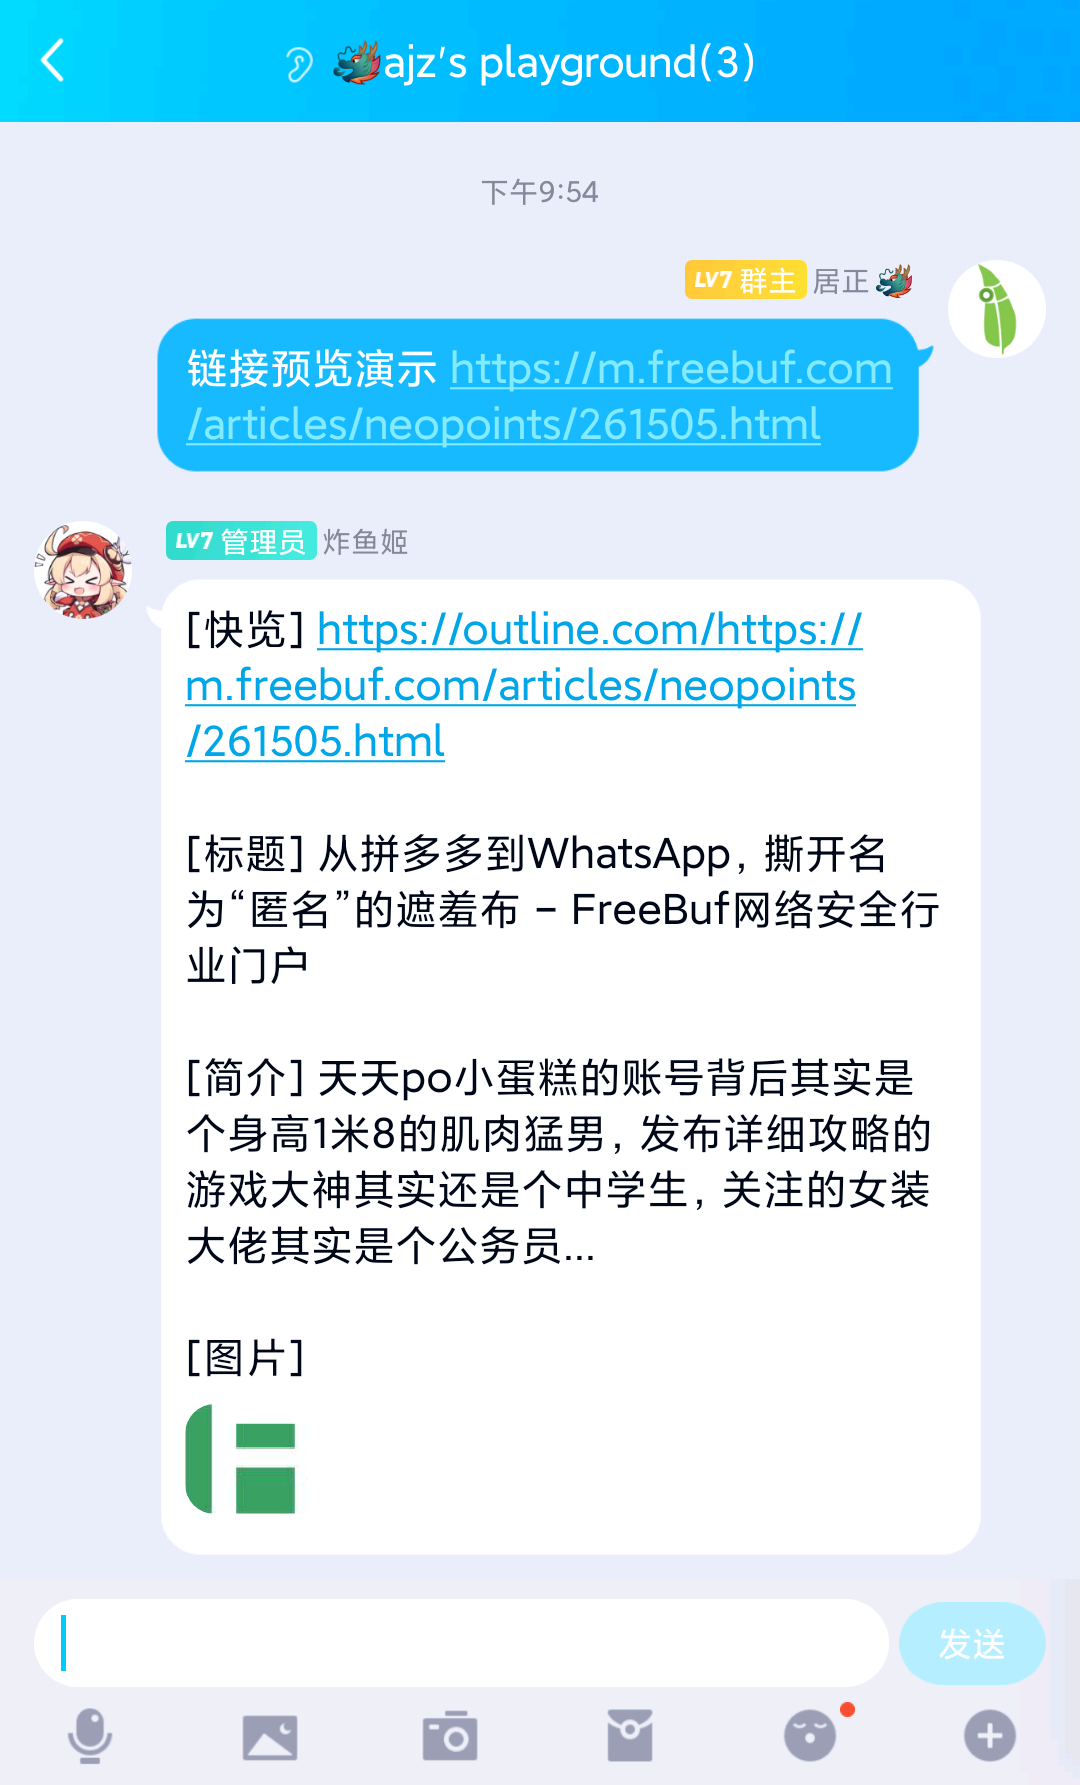 ajz's playground(3)
下午9:54
LV7 群主 居正
链接预览演示 https://m.freebuf.com
/articles/neopoints/261505.html
LV7 管理员 炸鱼姬
[快览] https://outline.com/https://
m.freebuf.com/articles/neopoints
/261505.html
[标题] 从拼多多到WhatsApp，撕开名
为“匿名”的遮羞布 – FreeBuf网络安全行
业门户
[简介] 天天po小蛋糕的账号背后其实是
个身高1米8的肌肉猛男，发布详细攻略的
游戏大神其实还是个中学生，关注的女装
大佬其实是个公务员...
[图片]
发送